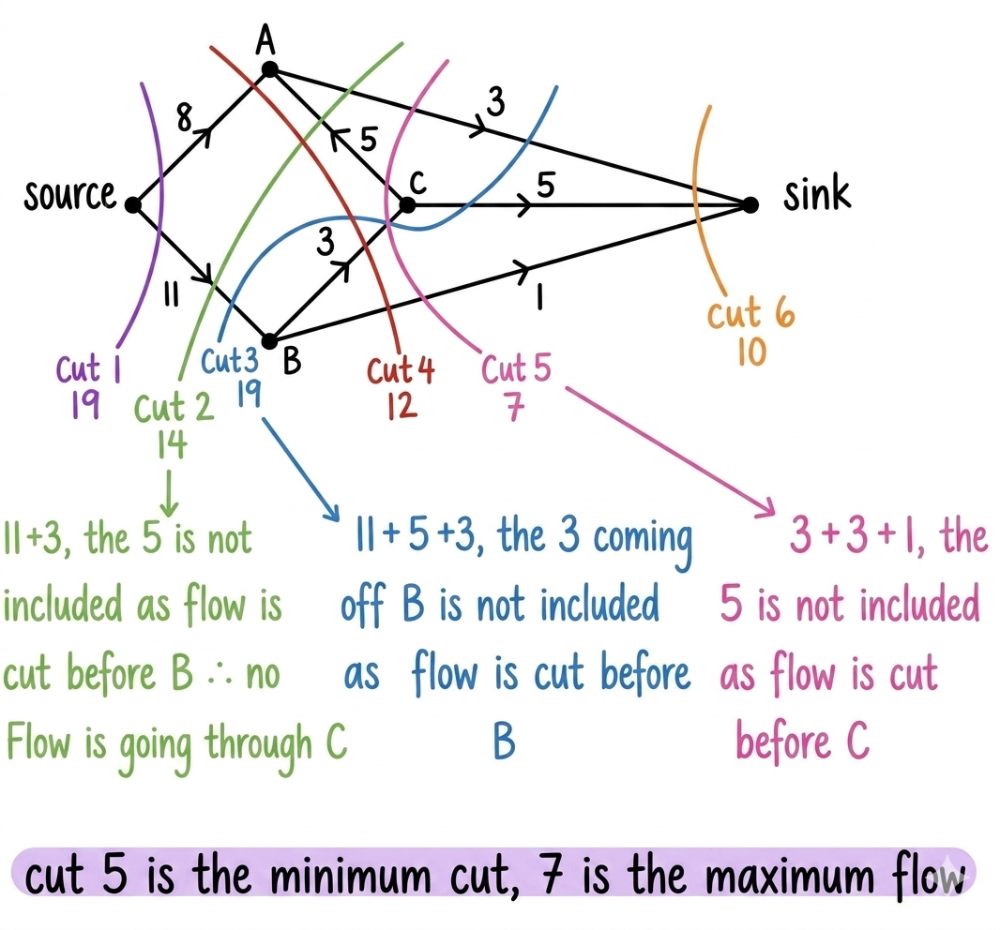 A
8
3
5
C
source
5
sink
3
11
1
B
Cut 1
19
Cut 2
14
Cut3
19
Cut 4
12
Cut 5
7
cut 6
10
11+3, the 5 is not
included as flow is
cut before B ∴ no
Flow is going through C
11+5+3, the 3 coming
off B is not included
as flow is cut before
B
3+3+1, the
5 is not included
as flow is cut
before C
cut 5 is the minimum cut, 7 is the maximum flow